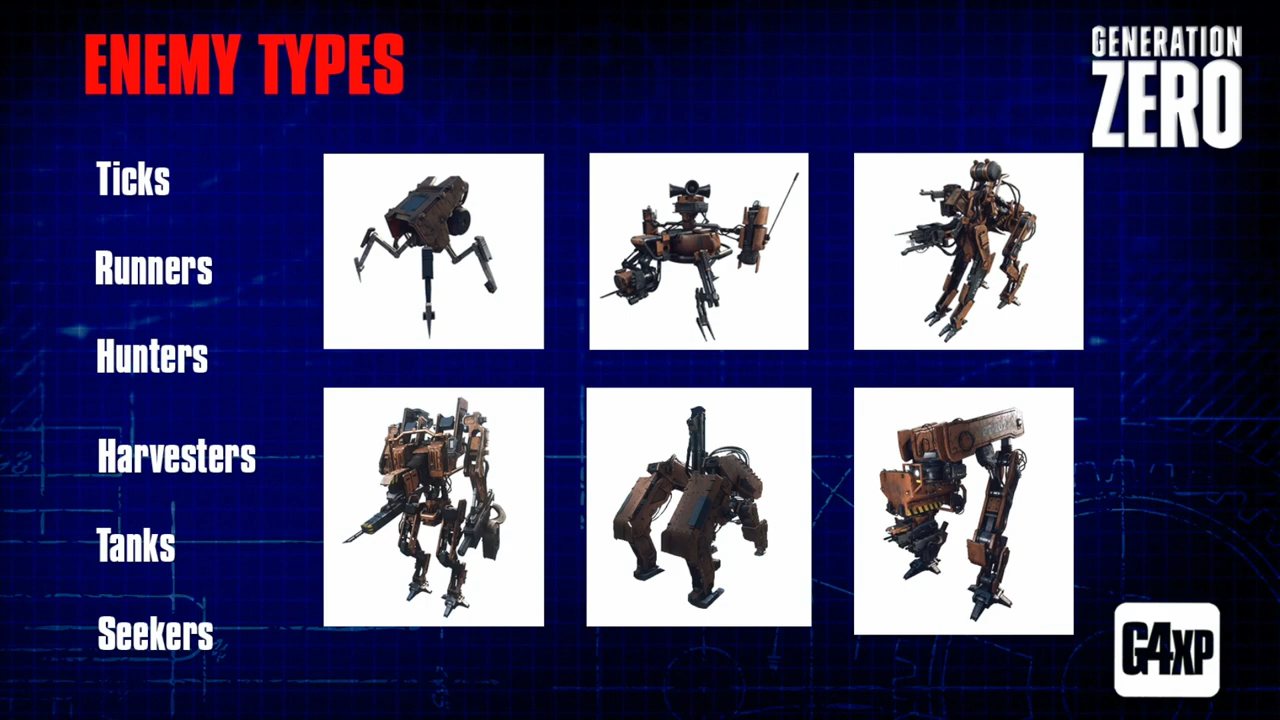 ENEMY TYPES
GENERATION
ZERO
Ticks
Runners
Hunters
Harvesters
Tanks
Seekers
G4XP